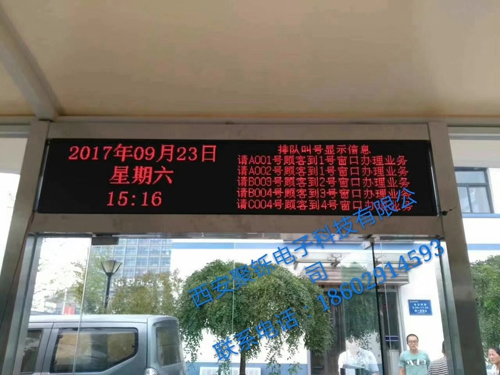 2017年09月23日
星期六
15:16
排队叫号显示信息
请A001号顾客到1号窗口办理业务
请A002号顾客到1号窗口办理业务
请B003号顾客到2号窗口办理业务
请B004号顾客到3号窗口办理业务
请C004号顾客到4号窗口办理业务
西安聚钰电子科技有限公司
联系电话：18602914593